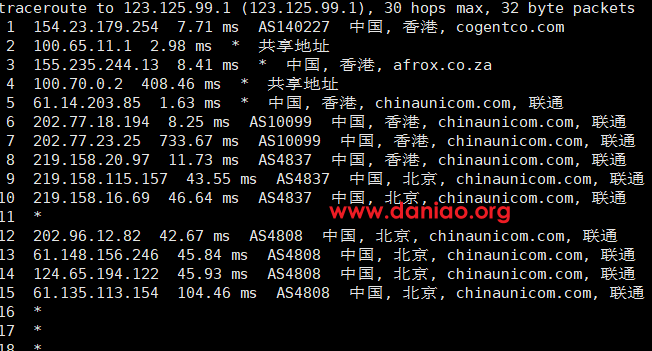 traceroute to 123.125.99.1 (123.125.99.1), 30 hops max, 32 byte packets
1 154.23.179.254 7.71 ms AS140227 中国, 香港, cogentco.com
2 100.65.11.1 2.98 ms * 共享地址
3 155.235.244.13 8.41 ms * 中国, 香港, afrox.co.za
4 100.70.0.2 408.46 ms * 共享地址
5 61.14.203.85 1.63 ms * 中国, 香港, chinaunicom.com, 联通
6 202.77.18.194 8.25 ms AS10099 中国, 香港, chinaunicom.com, 联通
7 202.77.23.25 733.67 ms AS10099 中国, 香港, chinaunicom.com, 联通
8 219.158.20.97 11.73 ms AS4837 中国, 香港, chinaunicom.com, 联通
9 219.158.115.157 43.55 ms AS4837 中国, 北京, chinaunicom.com, 联通
10 219.158.16.69 46.64 ms AS4837 中国, 北京, chinaunicom.com, 联通
www.daniao.org
11 *
12 202.96.12.82 42.67 ms AS4808 中国, 北京, chinaunicom.com, 联通
13 61.148.156.246 45.84 ms AS4808 中国, 北京, chinaunicom.com, 联通
14 124.65.194.122 45.93 ms AS4808 中国, 北京, chinaunicom.com, 联通
15 61.135.113.154 104.46 ms AS4808 中国, 北京, chinaunicom.com, 联通
16 *
17 *
18 *